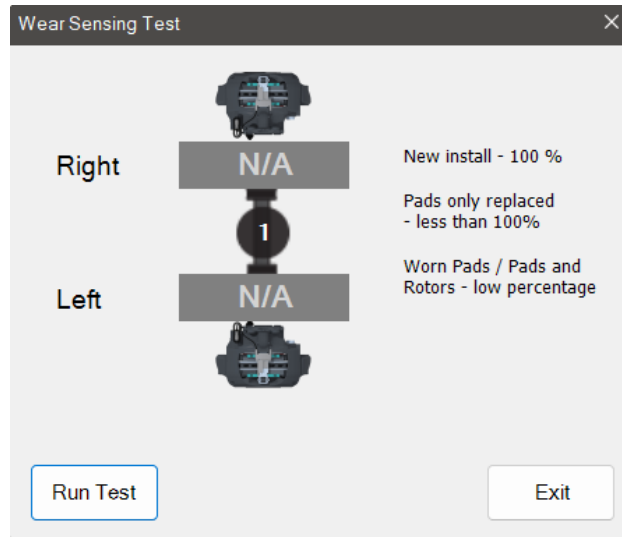 Wear Sensing Test
Right
N/A
New install - 100 %
Pads only replaced
- less than 100%
1
Worn Pads / Pads and
Rotors - low percentage
Left
N/A
Run Test
Exit